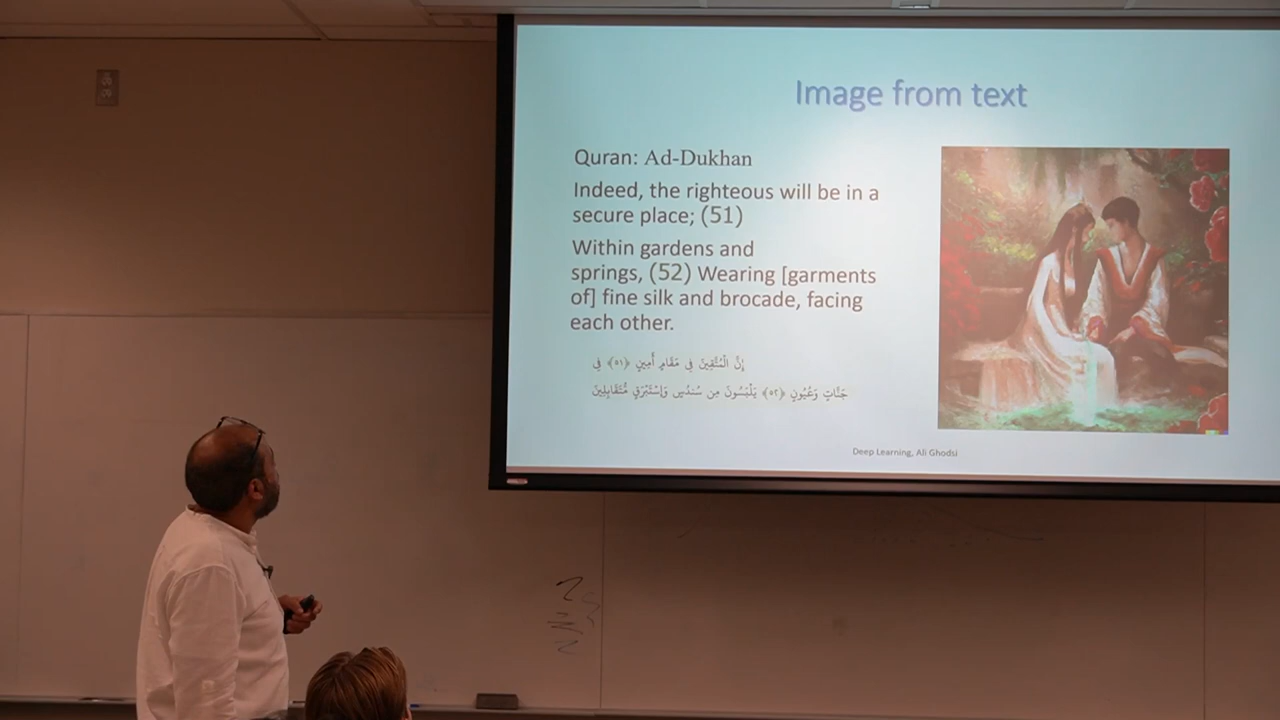 Image from text
Quran: Ad-Dukhan
Indeed, the righteous will be in a
secure place; (51)
Within gardens and
springs, (52) Wearing [garments
of] fine silk and brocade, facing
each other.
إِنَّ الْمُتَّقِينَ فِي مَقَامٍ أَمِينٍ ﴿٥١﴾ فِي
جَنَّاتٍ وَعُيُونٍ ﴿٥٢﴾ يَلْبَسُونَ مِن سُندُسٍ وَإِسْتَبْرَقٍ مُّتَقَابِلِينَ
Deep Learning, Ali Ghodsi